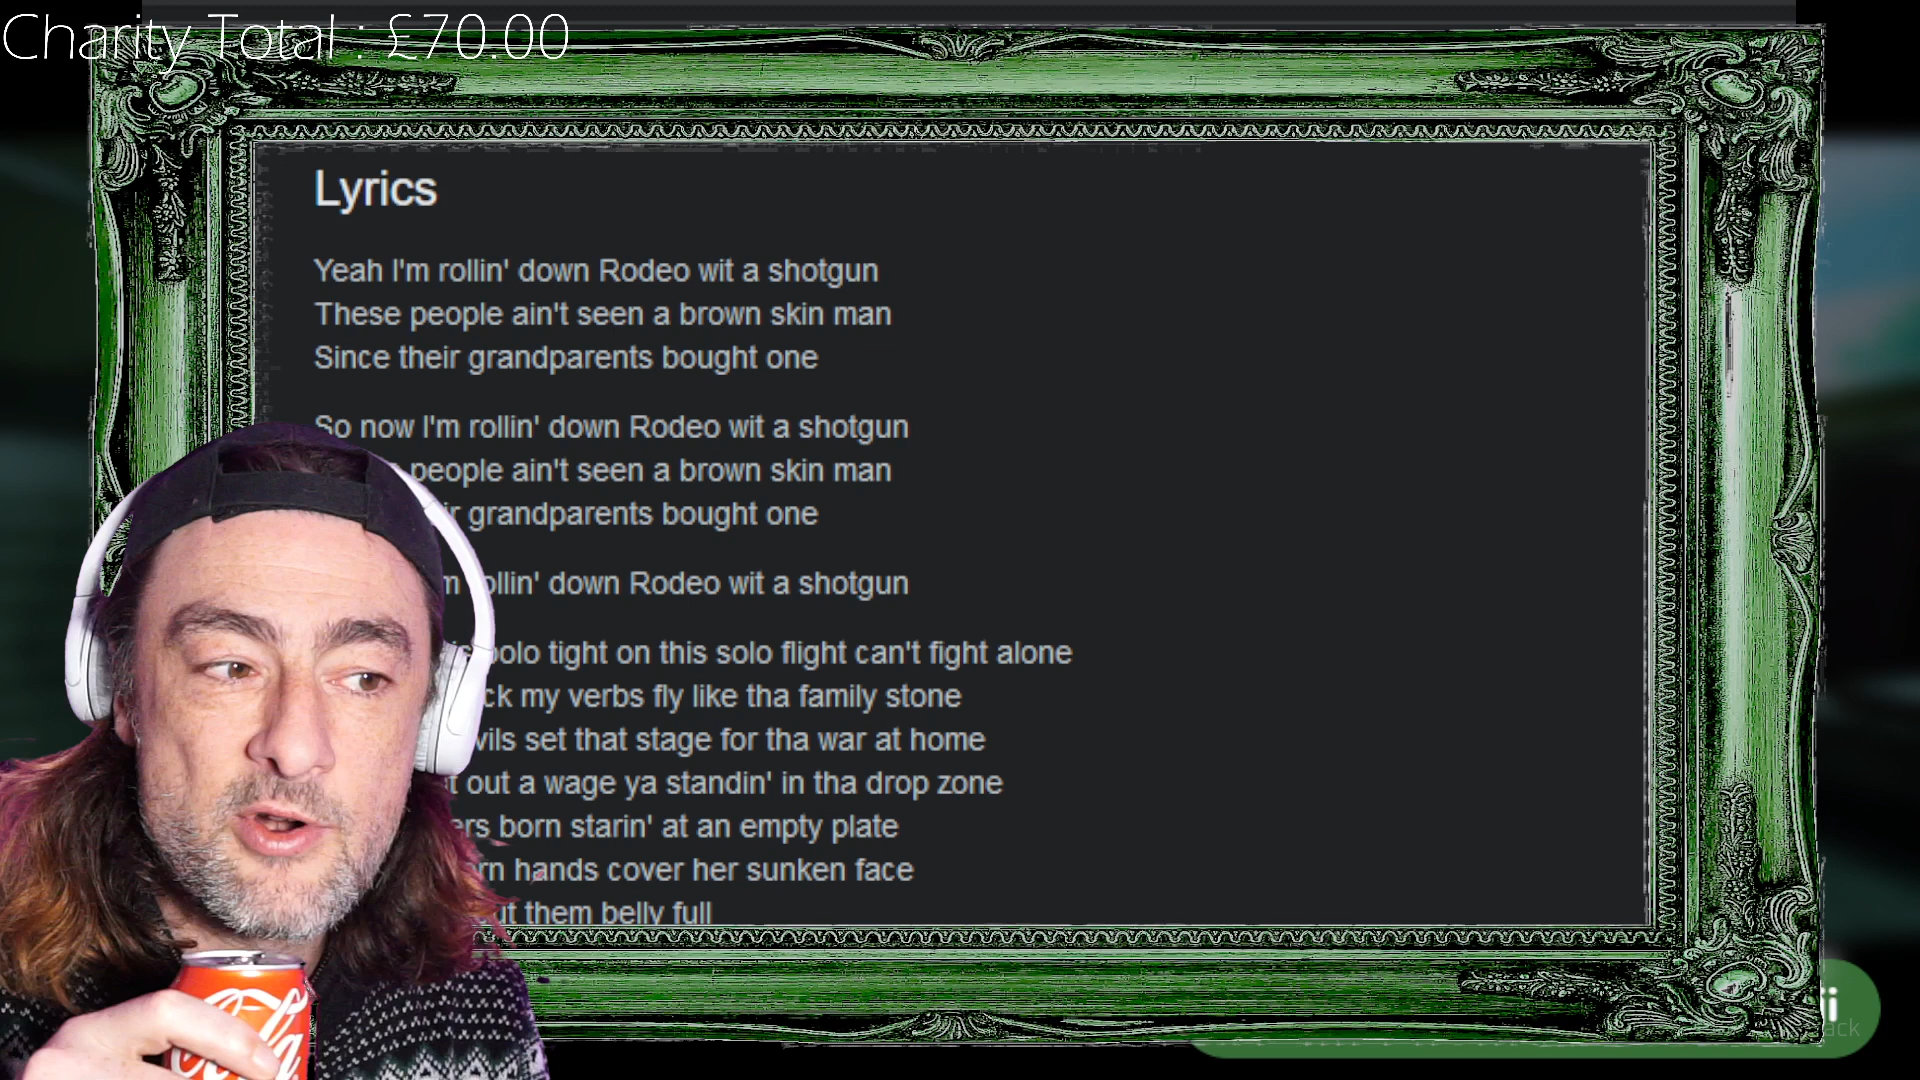 Charity Total : £70.00
Lyrics
Yeah I'm rollin' down Rodeo wit a shotgun
These people ain't seen a brown skin man
Since their grandparents bought one
So now I'm rollin' down Rodeo wit a shotgun
people ain't seen a brown skin man
grandparents bought one
down Rodeo wit a shotgun
polo tight on this solo flight can't fight alone
my verbs fly like tha family stone
set that stage for tha war at home
out a wage ya standin' in tha drop zone
born starin' at an empty plate
hands cover her sunken face
them belly full
Cola